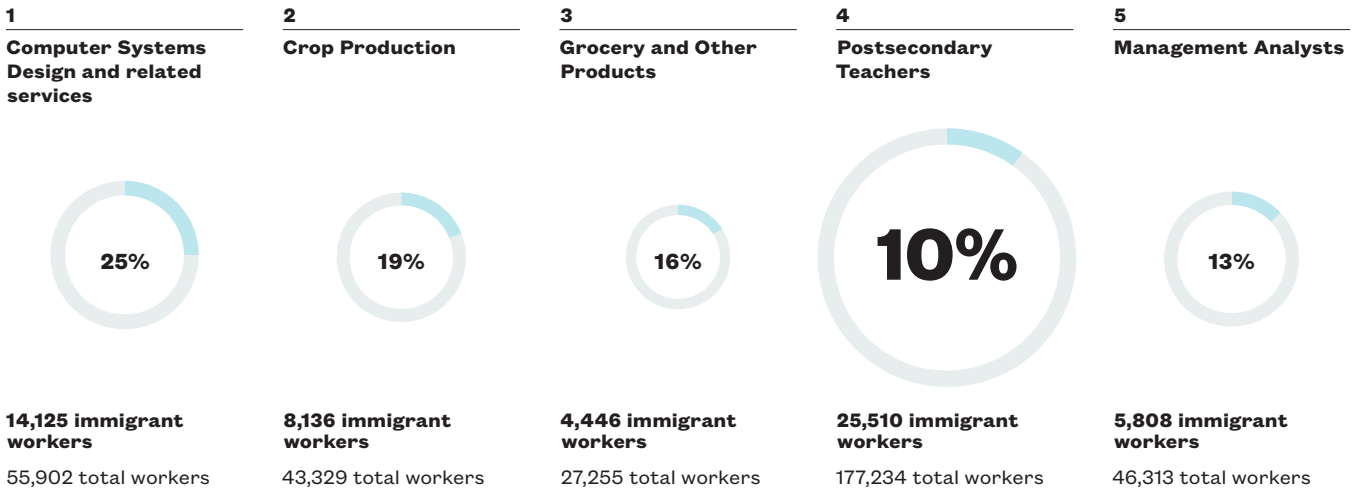 1
Computer Systems
Design and related
services
25%
14,125 immigrant
workers
55,902 total workers
2
Crop Production
19%
8,136 immigrant
workers
43,329 total workers
3
Grocery and Other
Products
16%
4,446 immigrant
workers
27,255 total workers
4
Postsecondary
Teachers
10%
25,510 immigrant
workers
177,234 total workers
5
Management Analysts
13%
5,808 immigrant
workers
46,313 total workers